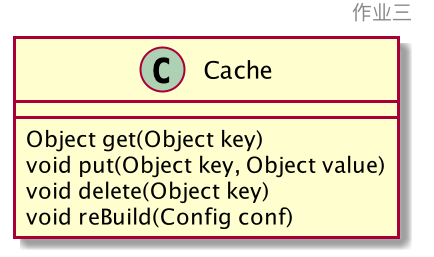 作业三
C Cache
Object get(Object key)
void put(Object key, Object value)
void delete(Object key)
void reBuild(Config conf)